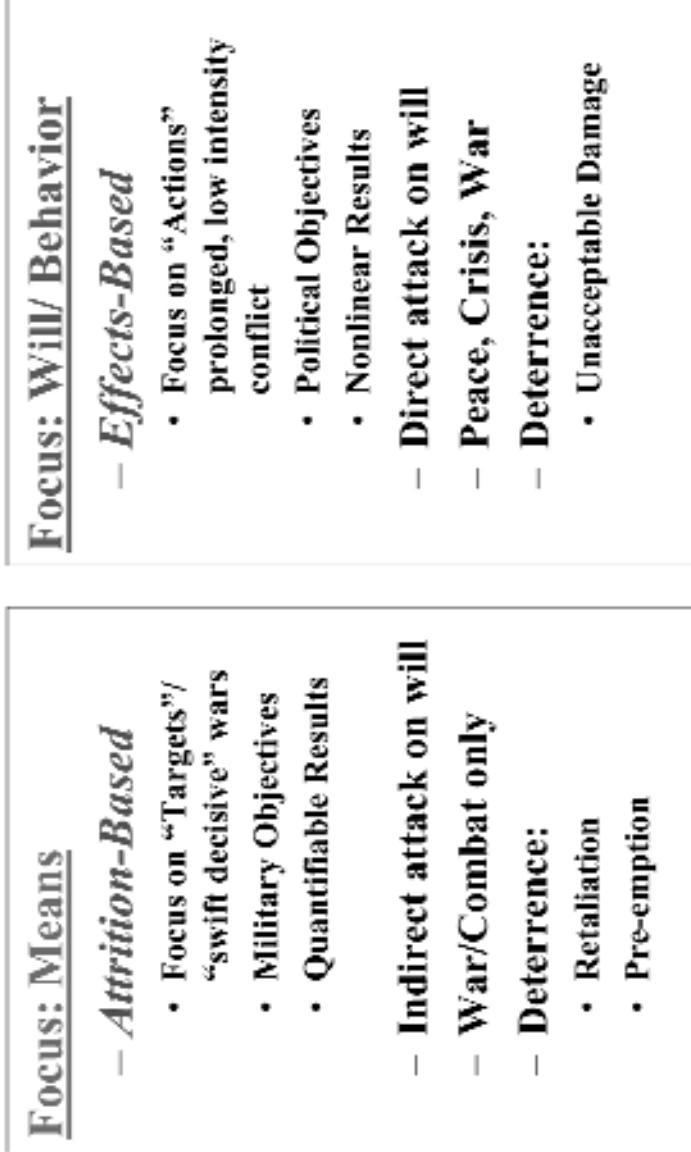 Focus: Means
– Attrition-Based
• Focus on “Targets”/
“swift decisive” wars
• Military Objectives
• Quantifiable Results
– Indirect attack on will
– War/Combat only
– Deterrence:
• Retaliation
• Pre-emption
Focus: Will/ Behavior
– Effects-Based
• Focus on “Actions”
prolonged, low intensity
conflict
• Political Objectives
• Nonlinear Results
– Direct attack on will
– Peace, Crisis, War
– Deterrence:
• Unacceptable Damage